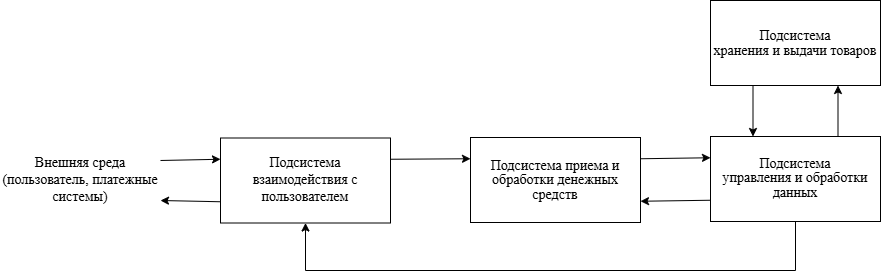 Подсистема
хранения и выдачи товаров
Внешняя среда
(пользователь, платежные
системы)
Подсистема
взаимодействия с
пользователем
Подсистема приема и
обработки денежных
средств
Подсистема
управления и обработки
данных